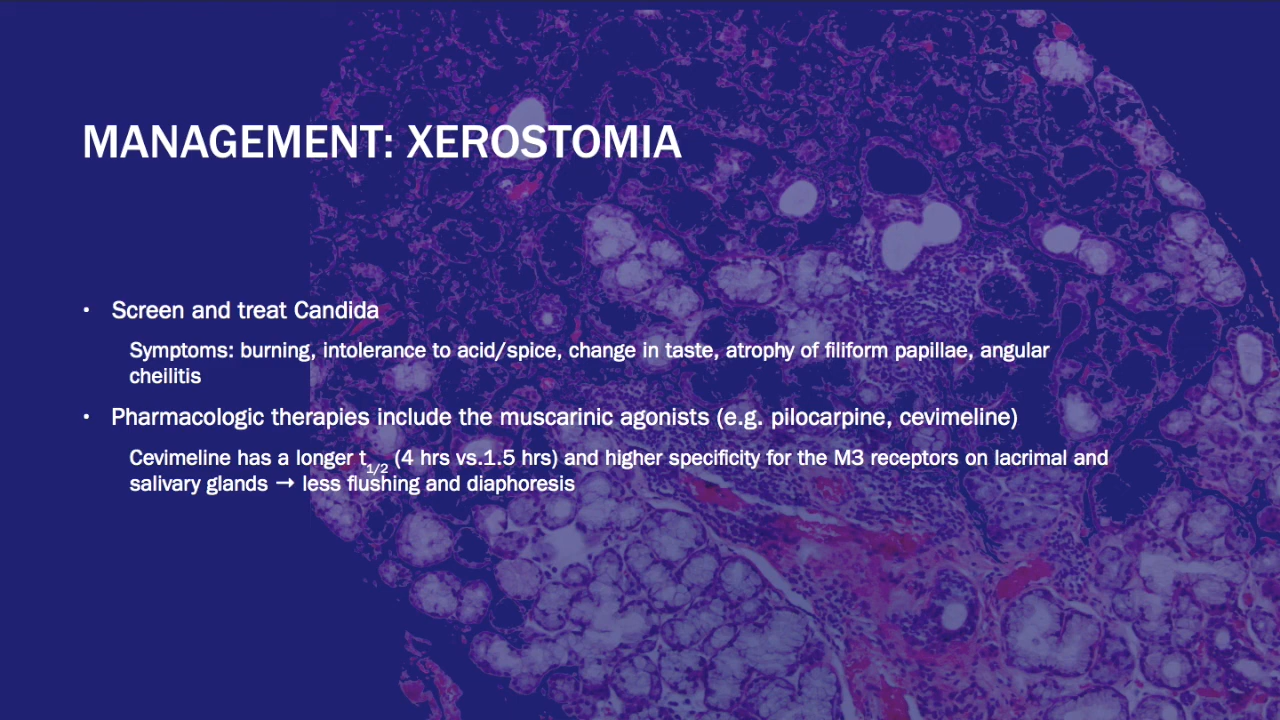 MANAGEMENT: XEROSTOMIA
• Screen and treat Candida
Symptoms: burning, intolerance to acid/spice, change in taste, atrophy of filiform papillae, angular
cheilitis
• Pharmacologic therapies include the muscarinic agonists (e.g. pilocarpine, cevimeline)
Cevimeline has a longer t1/2 (4 hrs vs.1.5 hrs) and higher specificity for the M3 receptors on lacrimal and
salivary glands → less flushing and diaphoresis